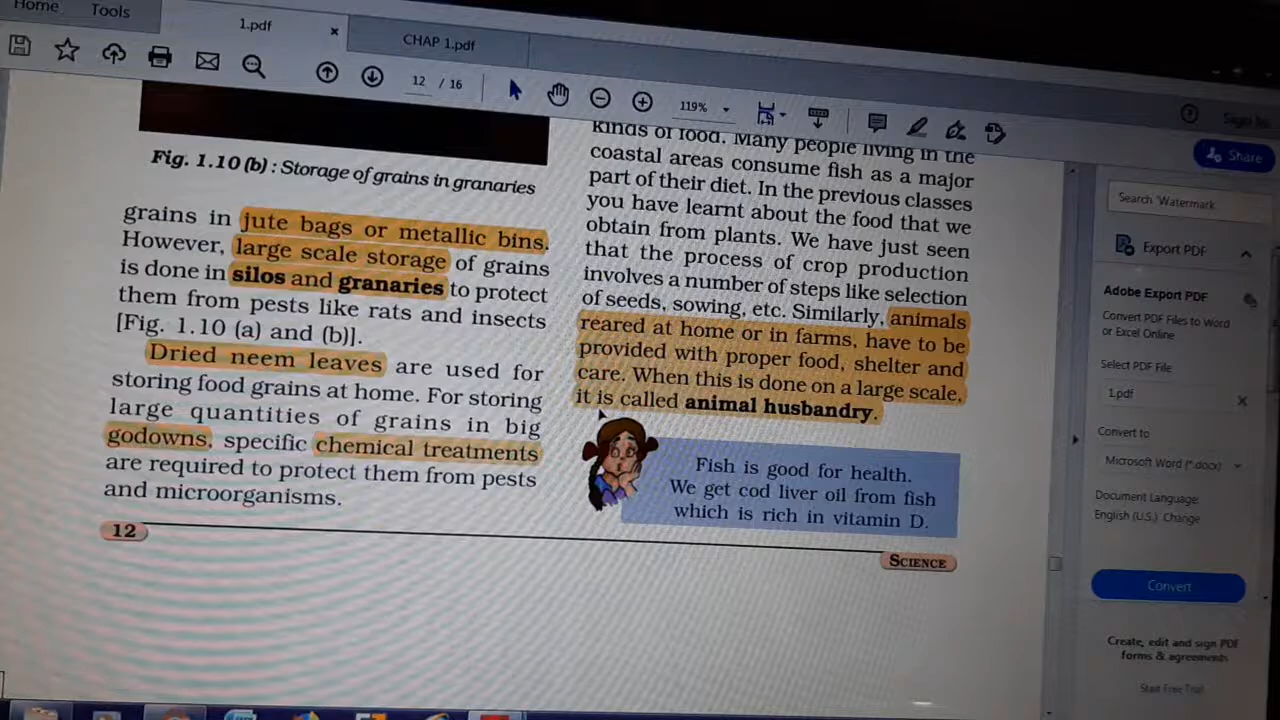 Home Tools
1.pdf × CHAP 1.pdf
12 / 16 119% Sign In
Share
Fig. 1.10 (b) : Storage of grains in granaries
grains in jute bags or metallic bins.
However, large scale storage of grains
is done in silos and granaries to protect
them from pests like rats and insects
[Fig. 1.10 (a) and (b)].
Dried neem leaves are used for
storing food grains at home. For storing
large quantities of grains in big
godowns, specific chemical treatments
are required to protect them from pests
and microorganisms.
12
kinds of food. Many people living in the
coastal areas consume fish as a major
part of their diet. In the previous classes
you have learnt about the food that we
obtain from plants. We have just seen
that the process of crop production
involves a number of steps like selection
of seeds, sowing, etc. Similarly, animals
reared at home or in farms, have to be
provided with proper food, shelter and
care. When this is done on a large scale,
it is called animal husbandry.
Fish is good for health.
We get cod liver oil from fish
which is rich in vitamin D.
SCIENCE
Search 'Watermark
Export PDF
Adobe Export PDF
Convert PDF Files to Word
or Excel Online
Select PDF File
1.pdf
Convert to
Microsoft Word (*.docx)
Document Language:
English (U.S.) Change
Convert
Create, edit and sign PDF
forms & agreements
Start Free Trial